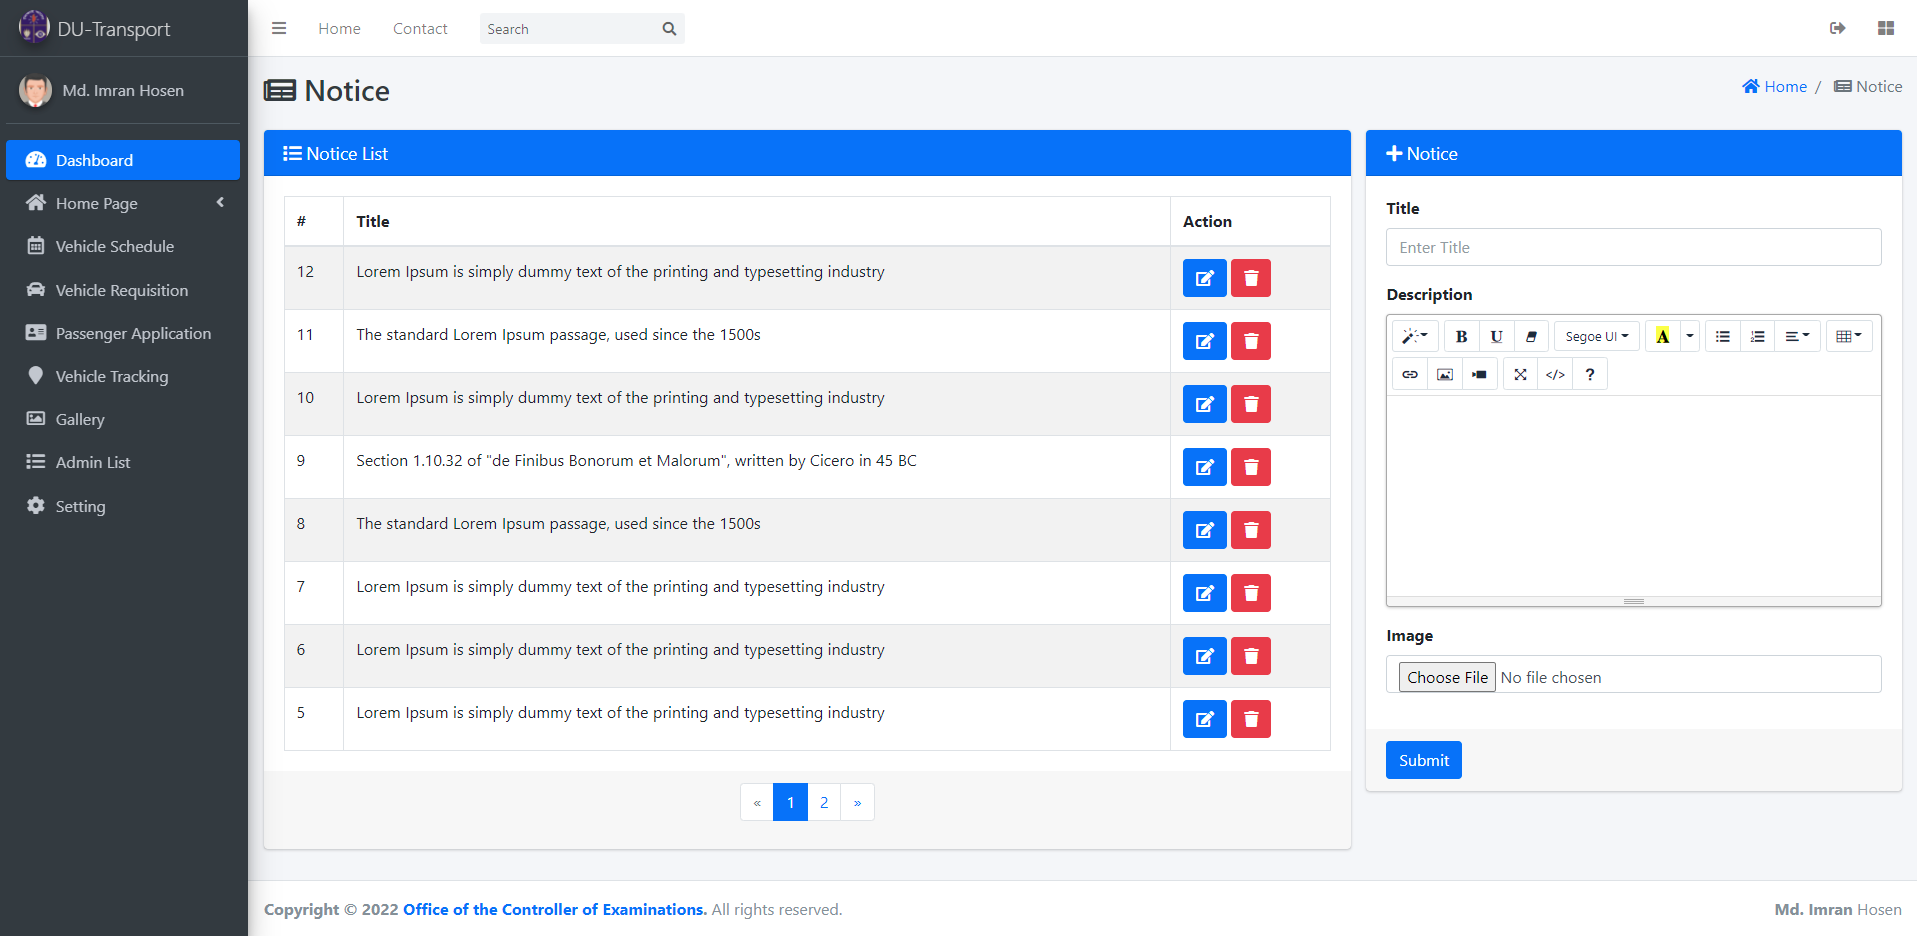 DU-Transport
Home
Contact
Search
Md. Imran Hosen
Notice
Home / Notice
Dashboard
Home Page
Vehicle Schedule
Vehicle Requisition
Passenger Application
Vehicle Tracking
Gallery
Admin List
Setting
Notice List
# Title Action
12 Lorem Ipsum is simply dummy text of the printing and typesetting industry
11 The standard Lorem Ipsum passage, used since the 1500s
10 Lorem Ipsum is simply dummy text of the printing and typesetting industry
9 Section 1.10.32 of "de Finibus Bonorum et Malorum", written by Cicero in 45 BC
8 The standard Lorem Ipsum passage, used since the 1500s
7 Lorem Ipsum is simply dummy text of the printing and typesetting industry
6 Lorem Ipsum is simply dummy text of the printing and typesetting industry
5 Lorem Ipsum is simply dummy text of the printing and typesetting industry
« 1 2 »
Notice
Title
Enter Title
Description
B U Segoe UI A
</> ?
Image
Choose File No file chosen
Submit
Copyright © 2022 Office of the Controller of Examinations. All rights reserved.
Md. Imran Hosen